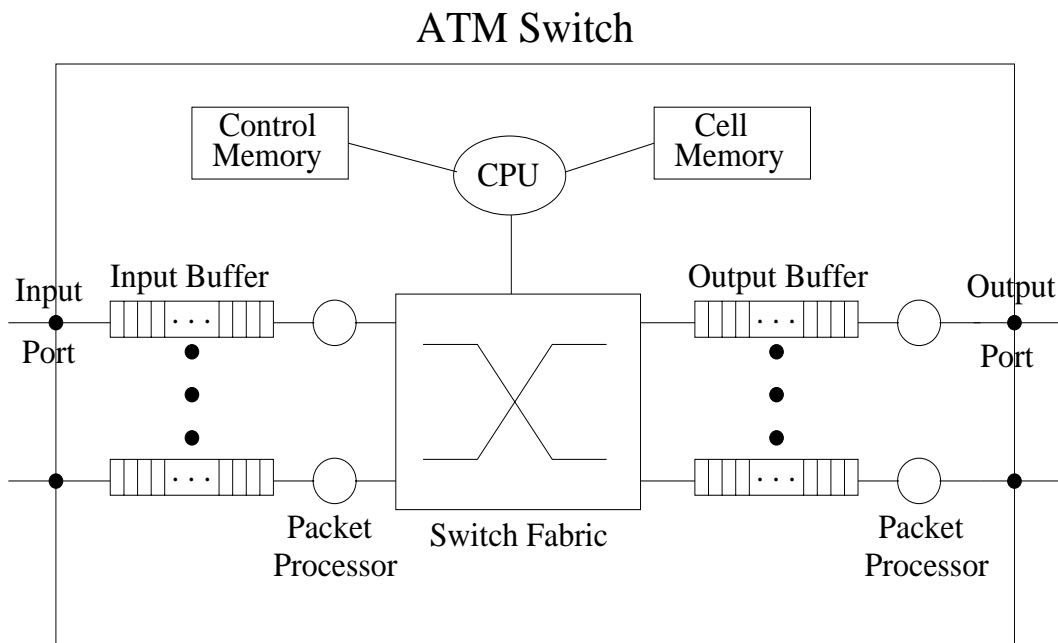 ATM Switch
Control
Memory
Cell
Memory
CPU
Input
Port
Input Buffer
Output Buffer
Output
Port
. . .
. . .
. . .
. . .
Packet
Processor
Switch Fabric
Packet
Processor